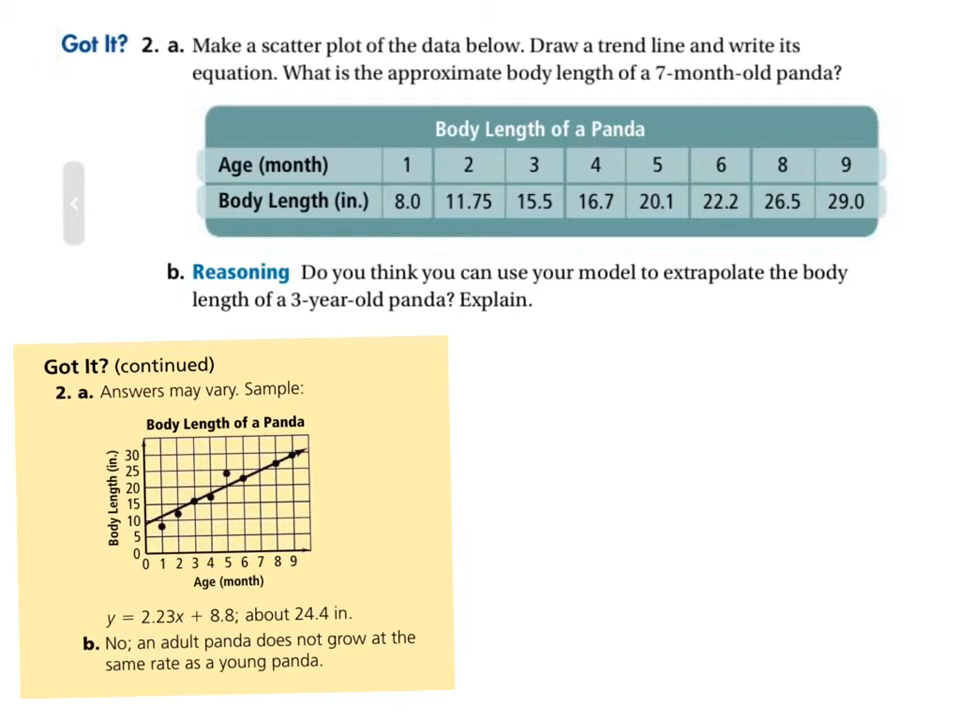 Got It? 2. a. Make a scatter plot of the data below. Draw a trend line and write its
equation. What is the approximate body length of a 7-month-old panda?
Body Length of a Panda
Age (month) 1 2 3 4 5 6 8 9
Body Length (in.) 8.0 11.75 15.5 16.7 20.1 22.2 26.5 29.0
<
b. Reasoning Do you think you can use your model to extrapolate the body
length of a 3-year-old panda? Explain.
Got It? (continued)
2. a. Answers may vary. Sample:
Body Length of a Panda
Body Length (in.)
30
25
20
15
10
5
0
0 1 2 3 4 5 6 7 8 9
Age (month)
y = 2.23x + 8.8; about 24.4 in.
b. No; an adult panda does not grow at the
same rate as a young panda.